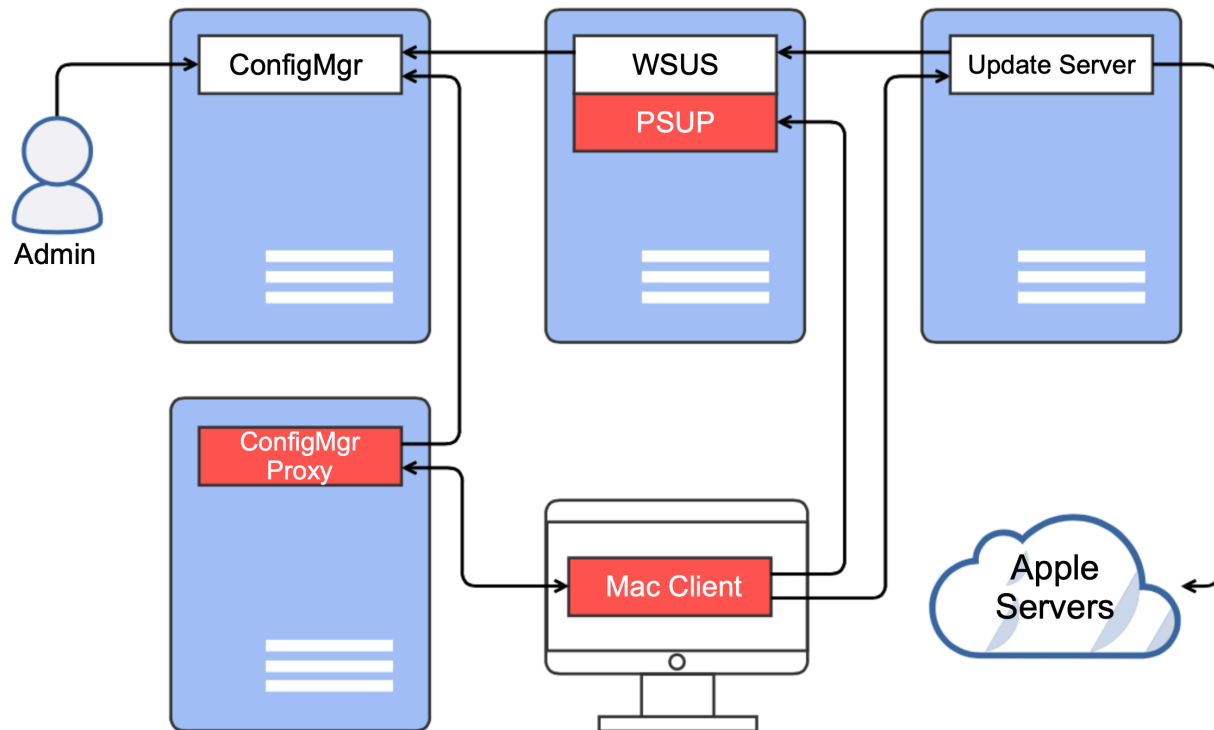 ConfigMgr
WSUS
PSUP
Update Server
Admin
ConfigMgr
Proxy
Mac Client
Apple
Servers